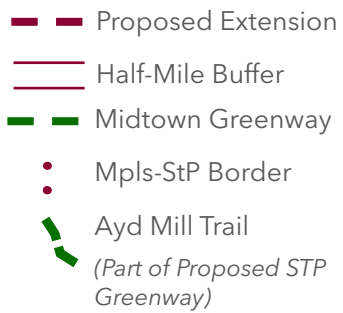 Proposed Extension
Half-Mile Buffer
Midtown Greenway
Mpls-StP Border
Ayd Mill Trail
(Part of Proposed STP
Greenway)